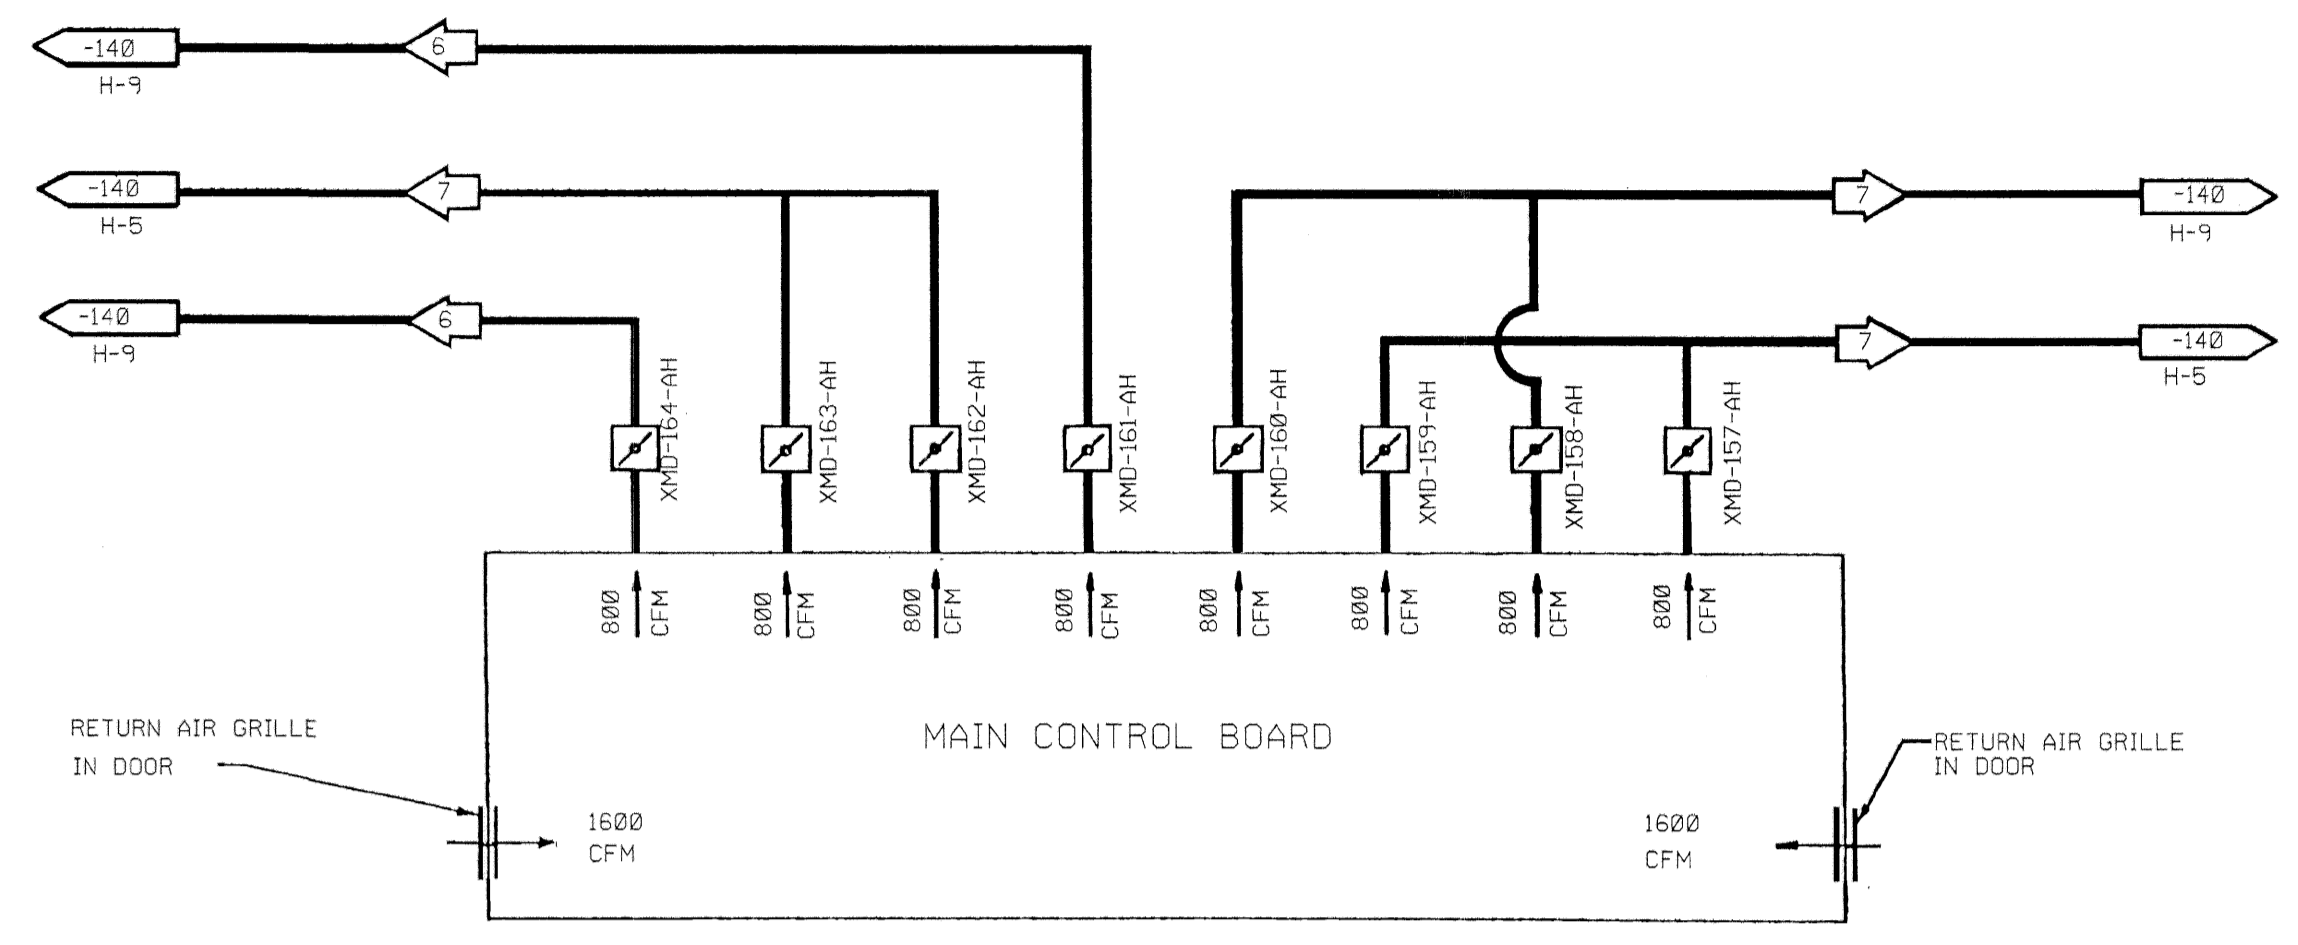 -140
H-9
6
-140
H-5
7
-140
H-9
6
7
-140
H-9
7
-140
H-5
XMD-164-AH
XMD-163-AH
XMD-162-AH
XMD-161-AH
XMD-160-AH
XMD-159-AH
XMD-158-AH
XMD-157-AH
800
CFM
800
CFM
800
CFM
800
CFM
800
CFM
800
CFM
800
CFM
800
CFM
MAIN CONTROL BOARD
RETURN AIR GRILLE
IN DOOR
1600
CFM
1600
CFM
RETURN AIR GRILLE
IN DOOR